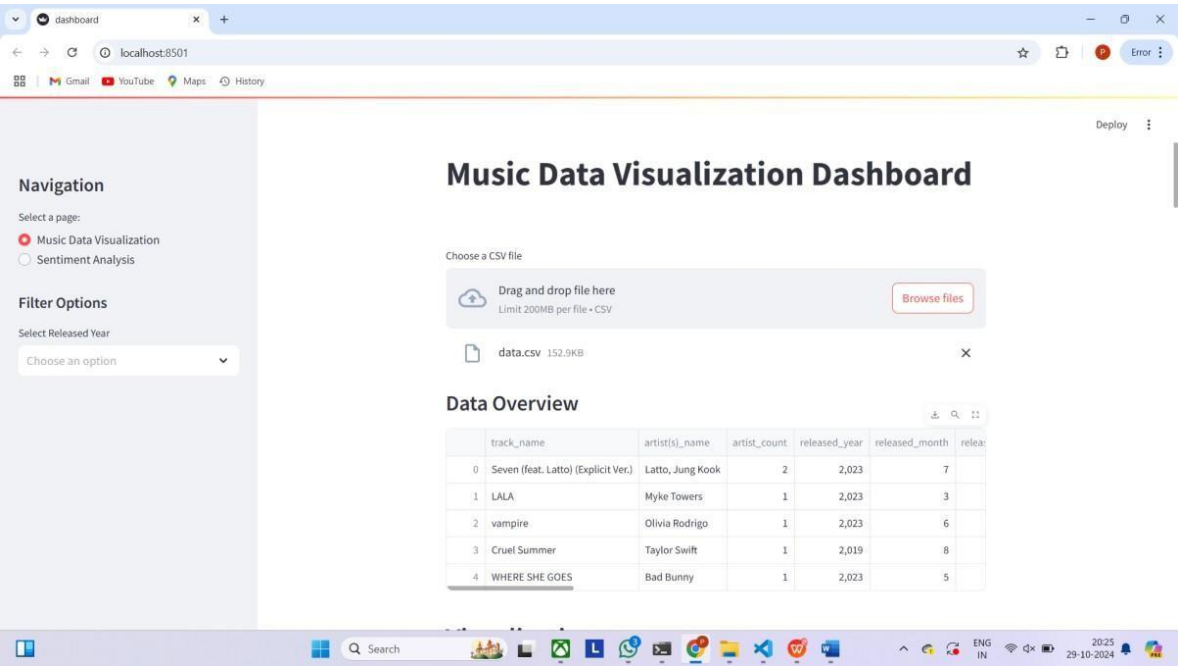 dashboard
localhost:8501
Error
Gmail YouTube Maps History
Deploy
Navigation
Select a page:
Music Data Visualization
Sentiment Analysis
Filter Options
Select Released Year
Choose an option
Music Data Visualization Dashboard
Choose a CSV file
Drag and drop file here
Limit 200MB per file • CSV
Browse files
data.csv 152.9KB
Data Overview
track_name artist(s)_name artist_count released_year released_month
0 Seven (feat. Latto) (Explicit Ver.) Latto, Jung Kook 2 2,023 7
1 LALA Myke Towers 1 2,023 3
2 vampire Olivia Rodrigo 1 2,023 6
3 Cruel Summer Taylor Swift 1 2,019 8
4 WHERE SHE GOES Bad Bunny 1 2,023 5
Search
ENG
IN
20:25
29-10-2024